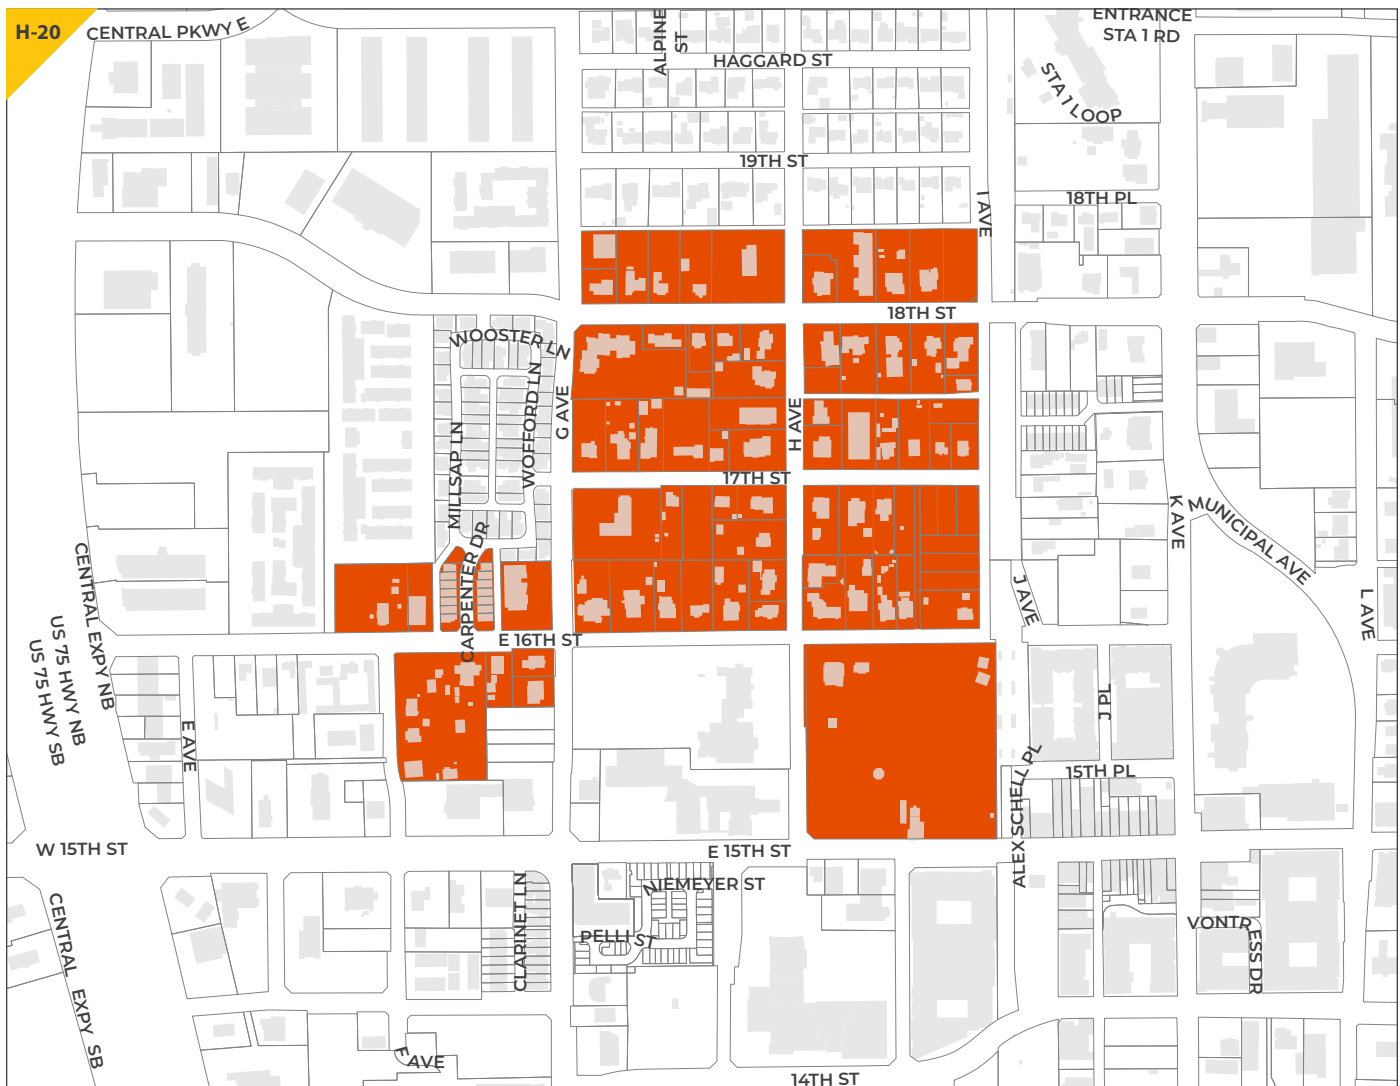 H-20
CENTRAL PKWY E
ALPINE ST
HAGGARD ST
ENTRANCE
STA 1 RD
STA 1 LOOP
19TH ST
18TH PL
I AVE
18TH ST
WOOSTER LN
WOFFORD LN
G AVE
H AVE
MILLSAP LN
17TH ST
K AVE
MUNICIPAL AVE
CARPENTER DR
CENTRAL EXPY NB
US 75 HWY NB
US 75 HWY SB
J AVE
L AVE
E 16TH ST
E AVE
J PL
15TH PL
ALEX SCHELL PL
W 15TH ST
E 15TH ST
NIEMEYER ST
CLARINET LN
PELLI ST
VONTRESS DR
CENTRAL EXPY SB
F AVE
14TH ST